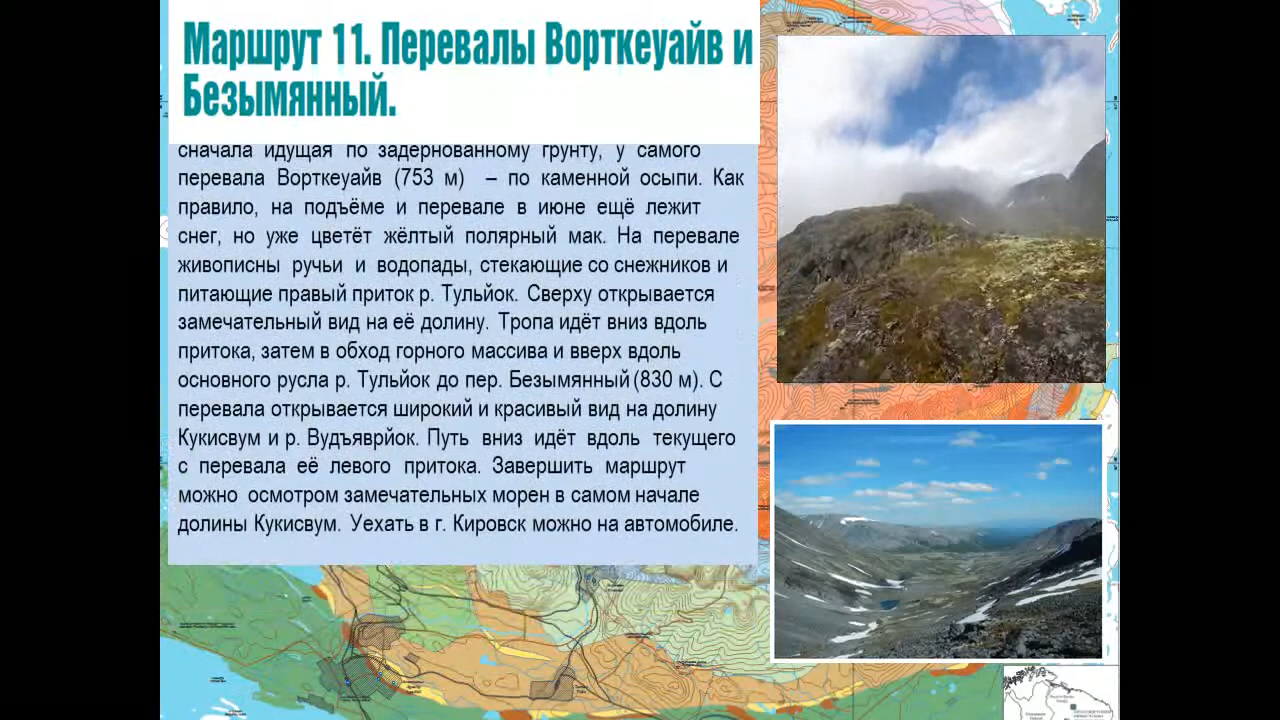 Маршрут 11. Перевалы Ворткеуайв и
Безымянный.
сначала идущая по задернованному грунту, у самого
перевала Ворткеуайв (753 м) – по каменной осыпи. Как
правило, на подъёме и перевале в июне ещё лежит
снег, но уже цветёт жёлтый полярный мак. На перевале
живописны ручьи и водопады, стекающие со снежников и
питающие правый приток р. Тульйок. Сверху открывается
замечательный вид на её долину. Тропа идёт вниз вдоль
притока, затем в обход горного массива и вверх вдоль
основного русла р. Тульйок до пер. Безымянный (830 м). С
перевала открывается широкий и красивый вид на долину
Кукисвум и р. Вудъяврйок. Путь вниз идёт вдоль текущего
с перевала её левого притока. Завершить маршрут
можно осмотром замечательных морен в самом начале
долины Кукисвум. Уехать в г. Кировск можно на автомобиле.